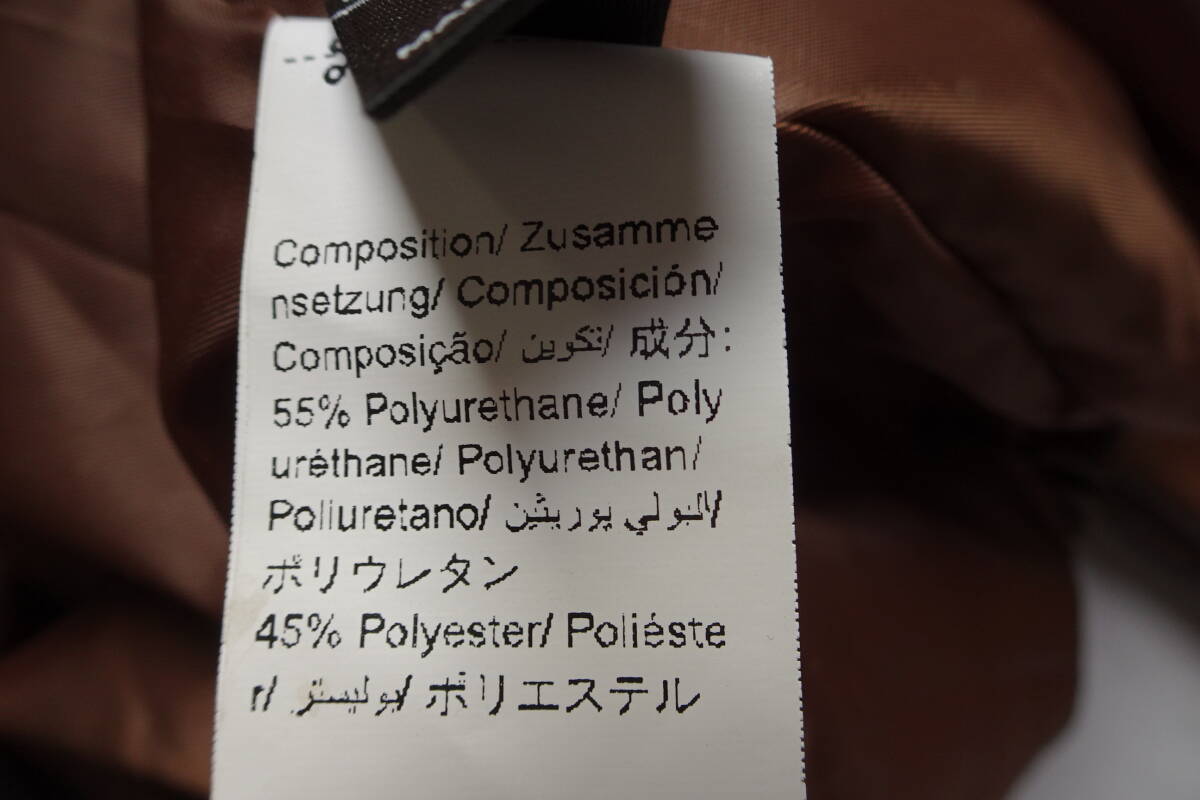 Composition/ Zusamme
nsetzung/ Composición/
Composição/ تكوين/ 成分:
55% Polyurethane/ Poly
uréthane/ Polyurethan/
Poliuretano/ البولي يوريثين/
ポリウレタン
45% Polyester/ Poliéste
r/ بوليستر/ ポリエステル